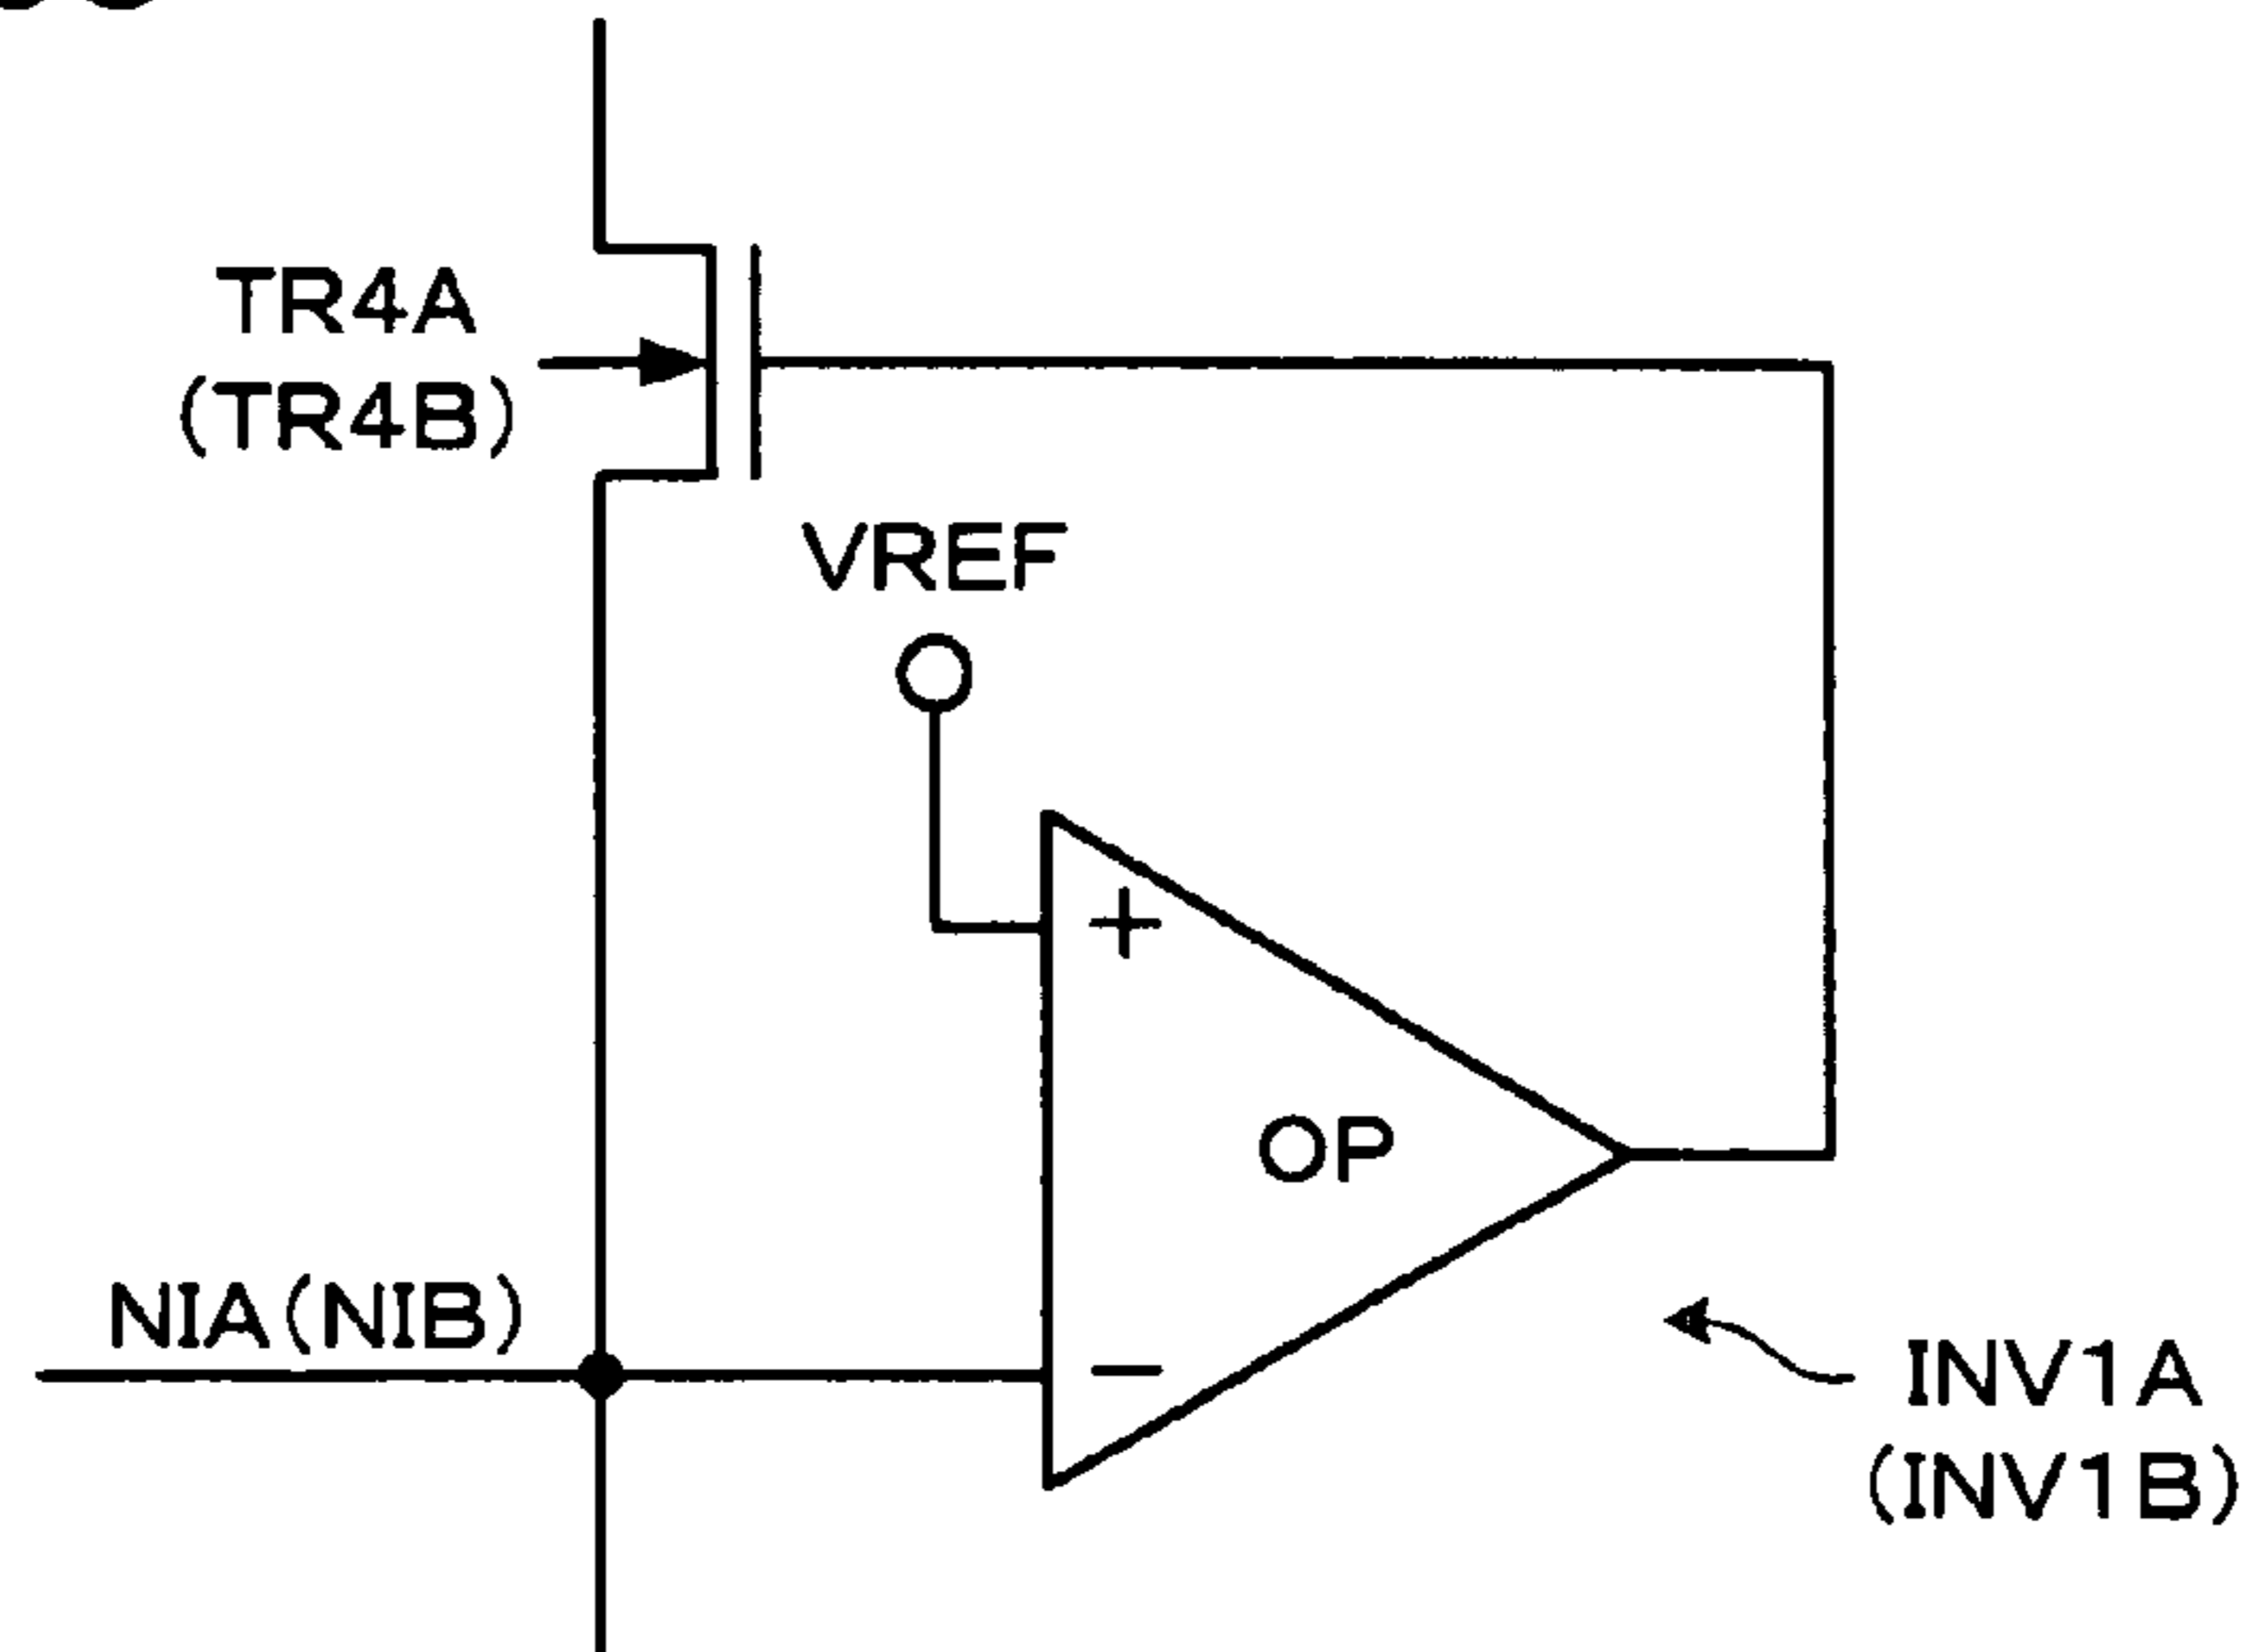 TR4A
(TR4B)
VREF
+
OP
NIA(NIB)
−
INV1A
(INV1B)